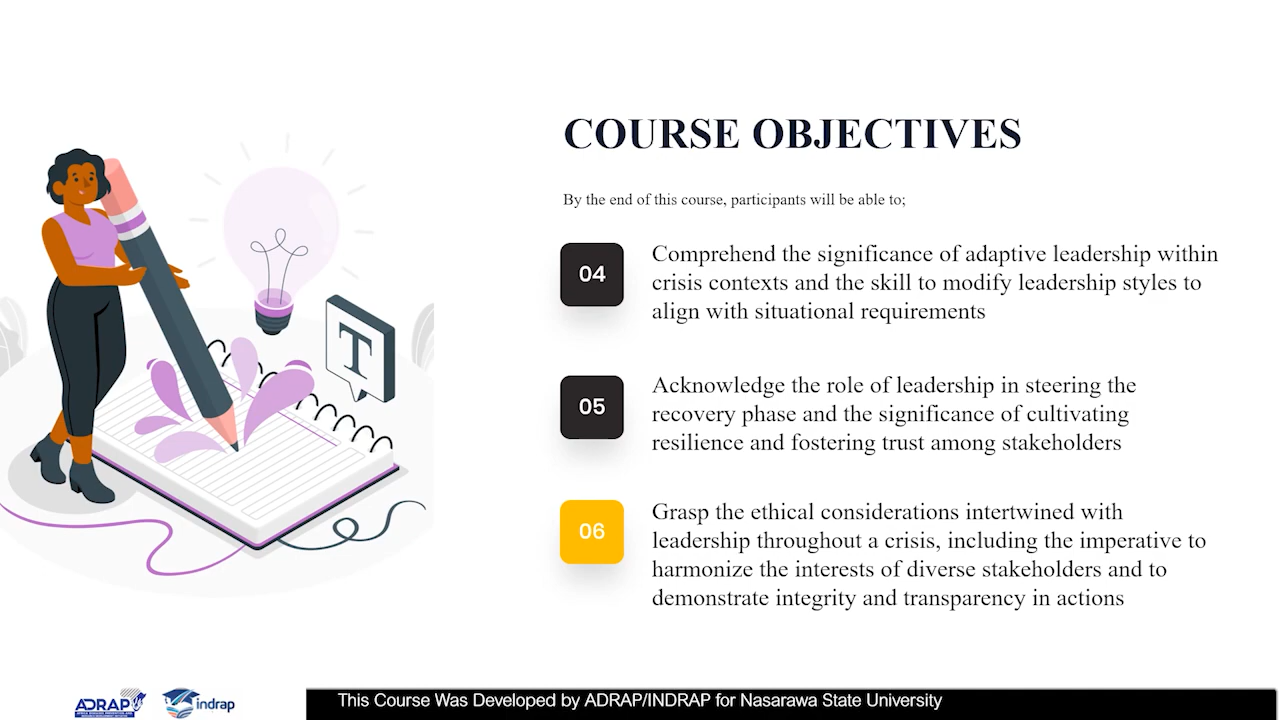 COURSE OBJECTIVES
By the end of this course, participants will be able to;
04
Comprehend the significance of adaptive leadership within
crisis contexts and the skill to modify leadership styles to
align with situational requirements
05
Acknowledge the role of leadership in steering the
recovery phase and the significance of cultivating
resilience and fostering trust among stakeholders
06
Grasp the ethical considerations intertwined with
leadership throughout a crisis, including the imperative to
harmonize the interests of diverse stakeholders and to
demonstrate integrity and transparency in actions
T
ADRAP
indrap
This Course Was Developed by ADRAP/INDRAP for Nasarawa State University